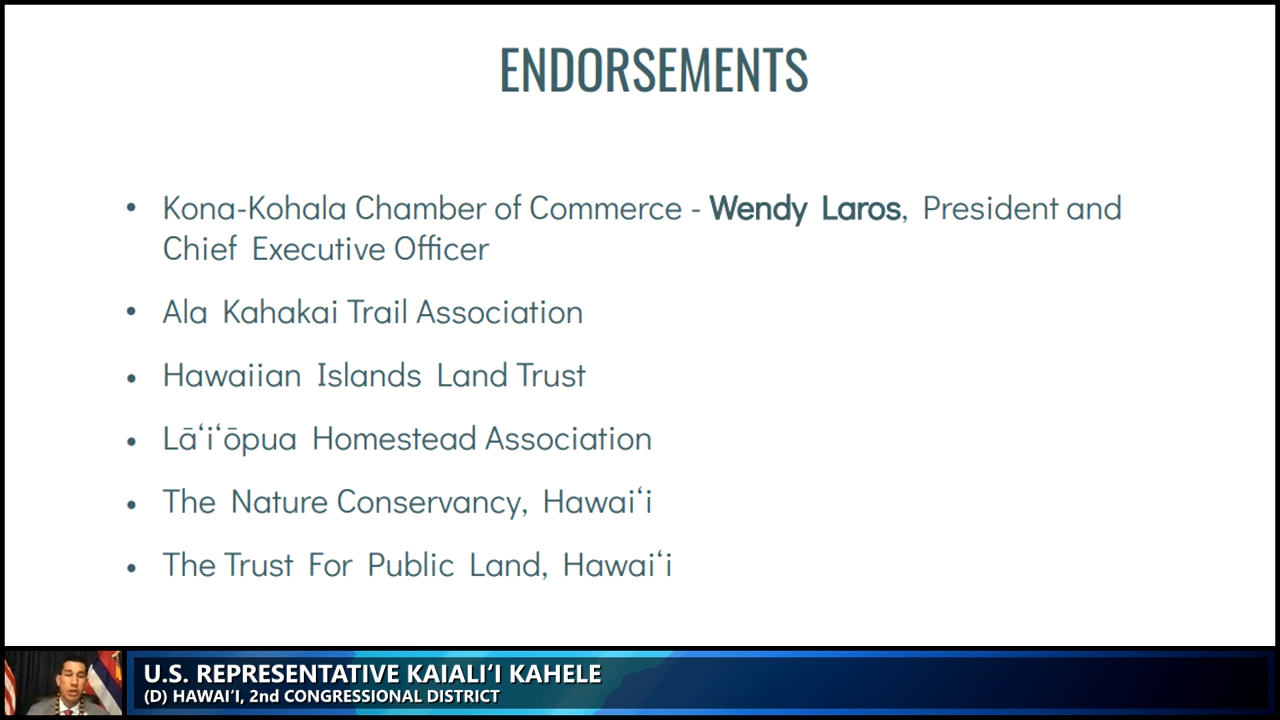 ENDORSEMENTS
• Kona-Kohala Chamber of Commerce - Wendy Laros, President and
Chief Executive Officer
• Ala Kahakai Trail Association
• Hawaiian Islands Land Trust
• Lāʻiʻōpua Homestead Association
• The Nature Conservancy, Hawaiʻi
• The Trust For Public Land, Hawaiʻi
U.S. REPRESENTATIVE KAIALIʻI KAHELE
(D) HAWAIʻI, 2nd CONGRESSIONAL DISTRICT